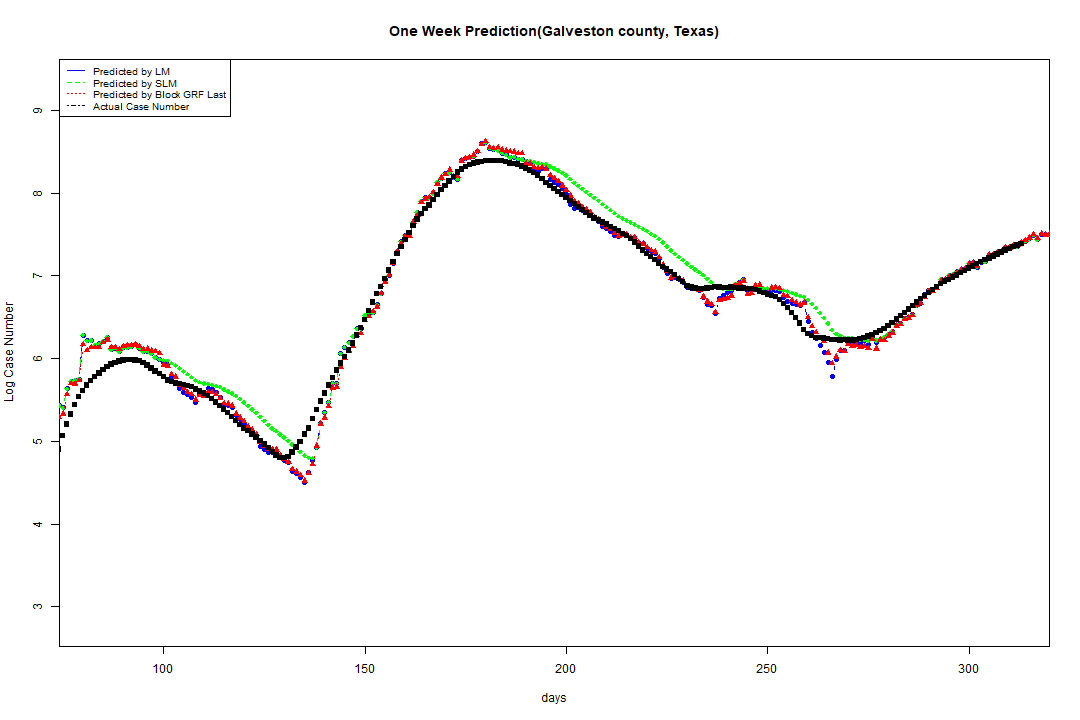 One Week Prediction(Galveston county, Texas)
Predicted by LM
Predicted by SLM
Predicted by Block GRF Last
Actual Case Number
Log Case Number
9
8
7
6
5
4
3
100 150 200 250 300
days